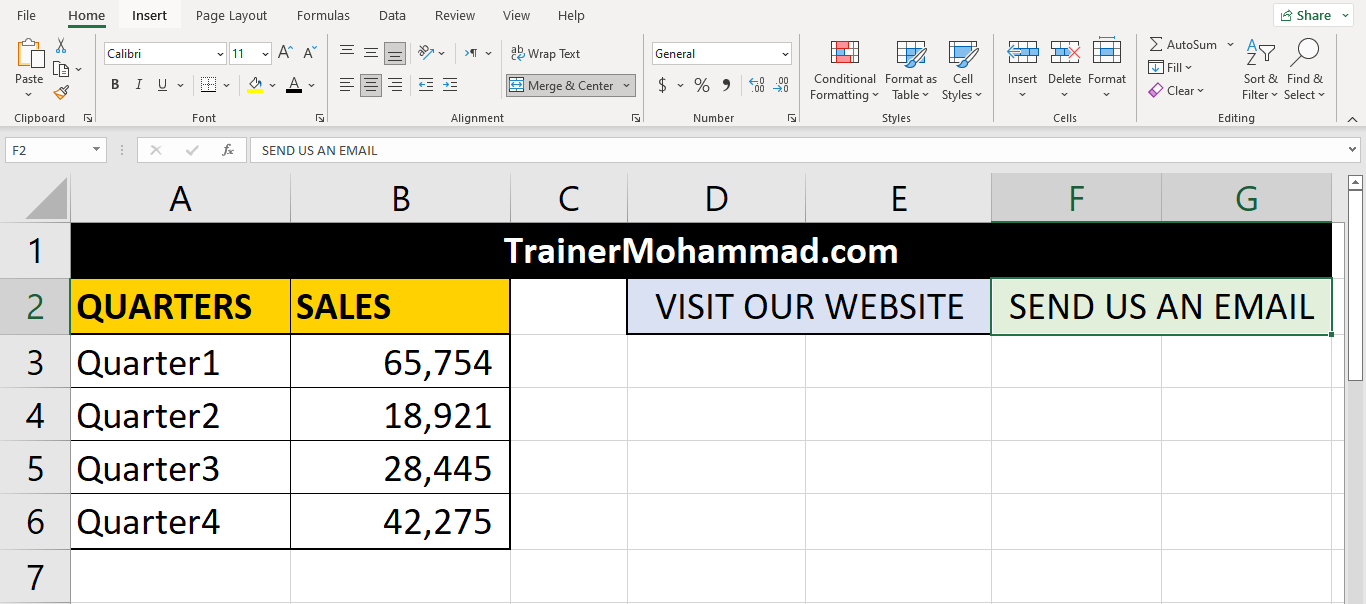 File Home Insert Page Layout Formulas Data Review View Help Share
Paste
Clipboard
Calibri 11 A A
B I U A
Font
ab Wrap Text
Merge & Center
Alignment
General
$ % 9 .00 .00
Number
Conditional Formatting
Format as Table
Cell Styles
Styles
Insert Delete Format
Cells
AutoSum
Fill
Clear
Sort & Filter
Find & Select
Editing
F2 fx SEND US AN EMAIL
A B C D E F G
1 TrainerMohammad.com
2 QUARTERS SALES VISIT OUR WEBSITE SEND US AN EMAIL
3 Quarter1 65,754
4 Quarter2 18,921
5 Quarter3 28,445
6 Quarter4 42,275
7